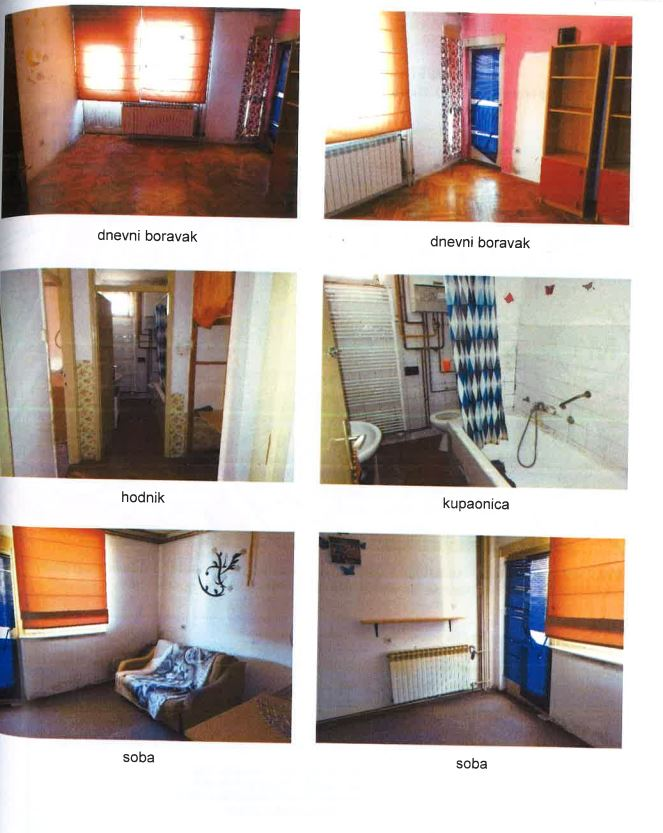 dnevni boravak
dnevni boravak
hodnik
kupaonica
soba
soba